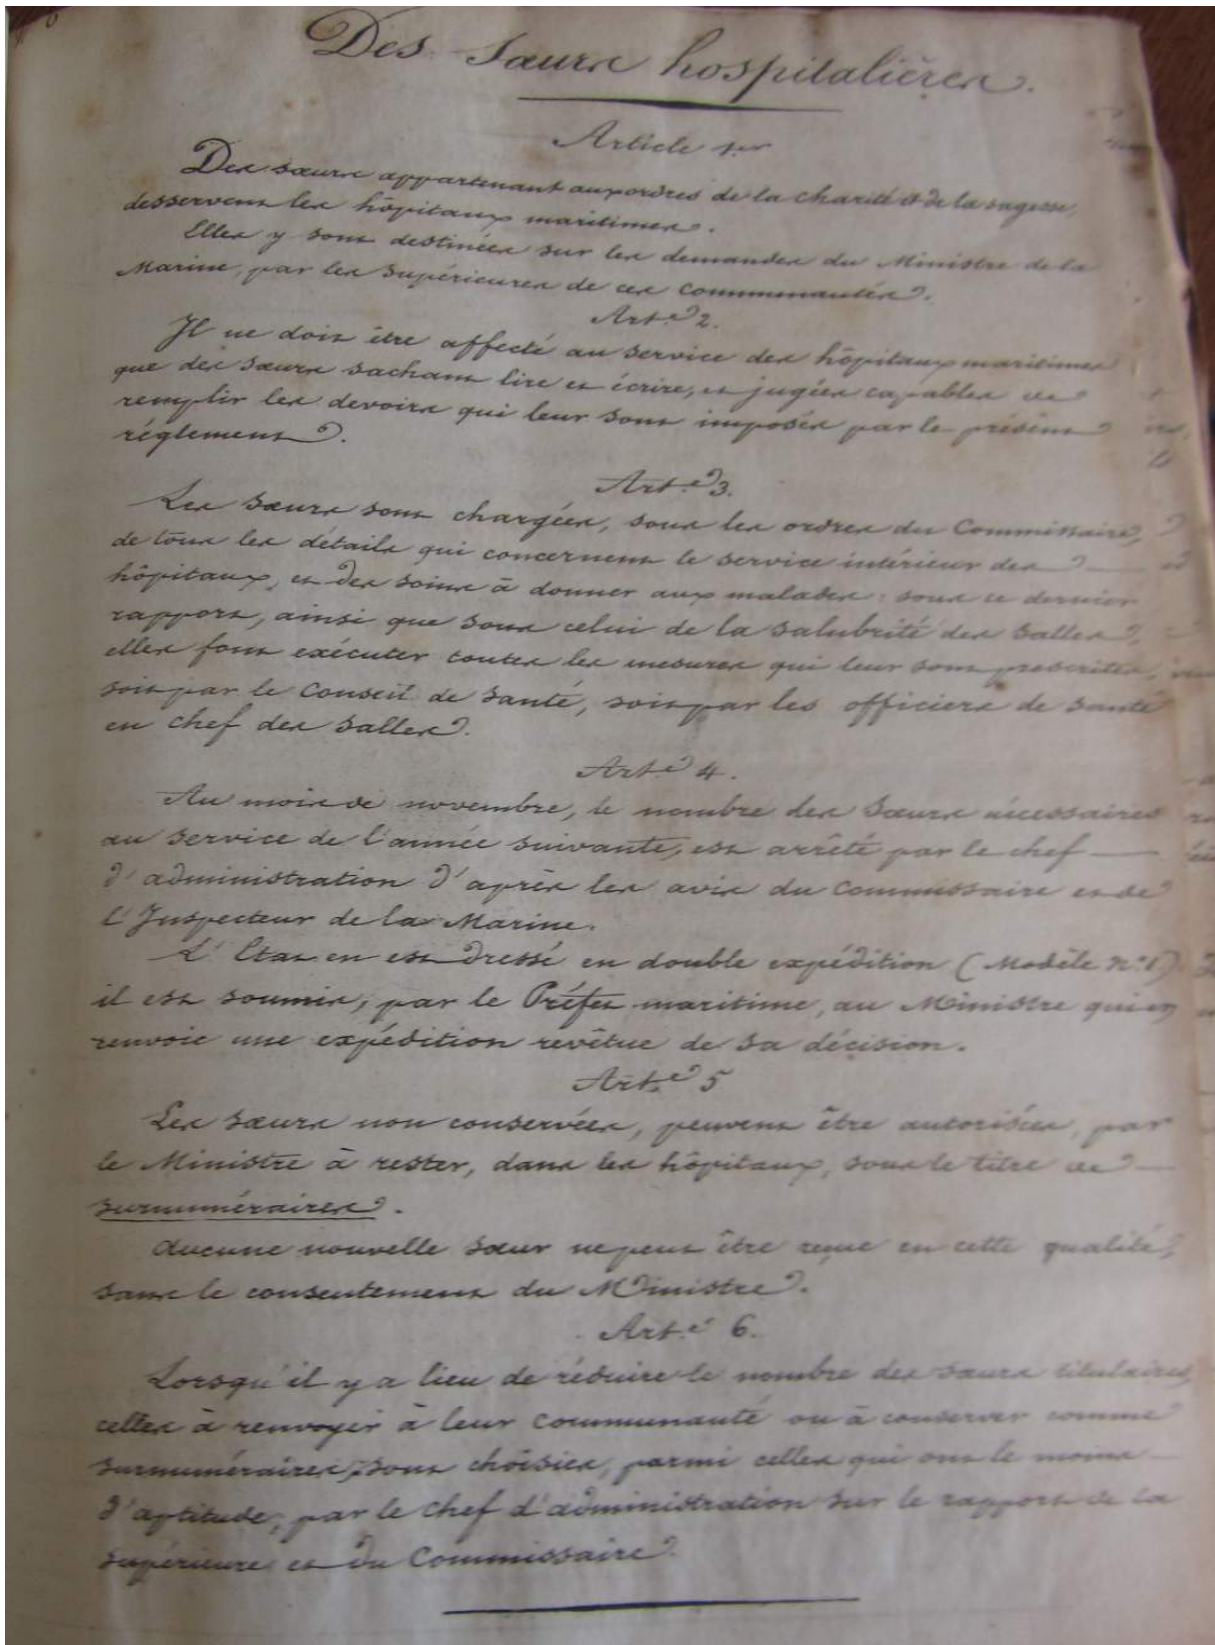 Des Sœurs hospitalières.
Article 1er
Des sœurs appartenant aux ordres de la charité et de la sagesse,
desservent les hôpitaux maritimes.
Elles y sont destinées sur les demandes du Ministre de la
Marine, par les Supérieures de ces Communautés.
Art.e 2.
Il ne doit être affecté au service des hôpitaux maritimes
que des sœurs sachant lire et écrire, et jugées capables de
remplir les devoirs qui leur sont imposés par le présent
règlement.
Art.e 3.
Les sœurs sont chargées, sous les ordres du Commissaire,
de tous les détails qui concernent le service intérieur des
hôpitaux, et des soins à donner aux malades : sous ce dernier
rapport, ainsi que sous celui de la salubrité des salles,
elles font exécuter toutes les mesures qui leur sont prescrites,
soit par le Conseil de Santé, soit par les officiers de Santé
en chef des salles.
Art.e 4.
Au mois de novembre, le nombre des sœurs nécessaires
au service de l'année suivante, est arrêté par le chef
d'administration d'après les avis du Commissaire et de
l'Inspecteur de la Marine.
L'Etat en est dressé en double expédition (Modèle n.o 1)
il est soumis, par le Préfet maritime, au Ministre qui en
renvoie une expédition revêtue de sa décision.
Art.e 5
Les sœurs non conservées, peuvent être autorisées, par
le Ministre à rester, dans les hôpitaux, sous le titre de
surnuméraires.
Aucune nouvelle sœur ne peut être reçue en cette qualité,
sans le consentement du Ministre.
Art.e 6.
Lorsqu'il y a lieu de réduire le nombre des sœurs titulaires,
celles à renvoyer à leur Communauté ou à conserver comme
surnuméraires, sont choisies, parmi celles qui ont le moins
d'aptitude, par le chef d'administration sur le rapport de la
Supérieure et du Commissaire.